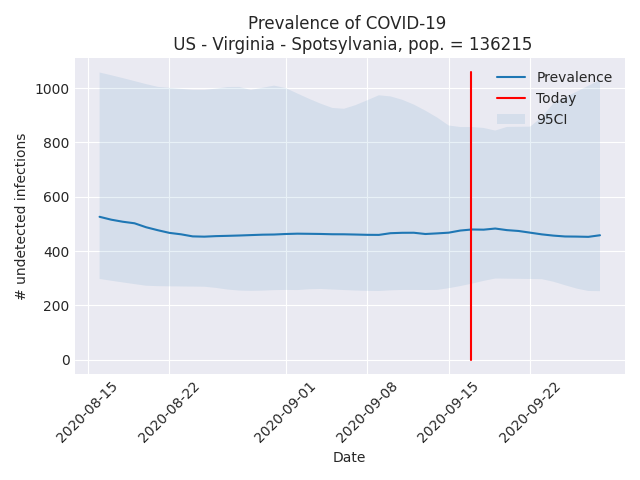 Prevalence of COVID-19
US - Virginia - Spotsylvania, pop. = 136215
# undetected infections
1000
800
600
400
200
0
Prevalence
Today
95CI
2020-08-15
2020-08-22
2020-09-01
2020-09-08
2020-09-15
2020-09-22
Date